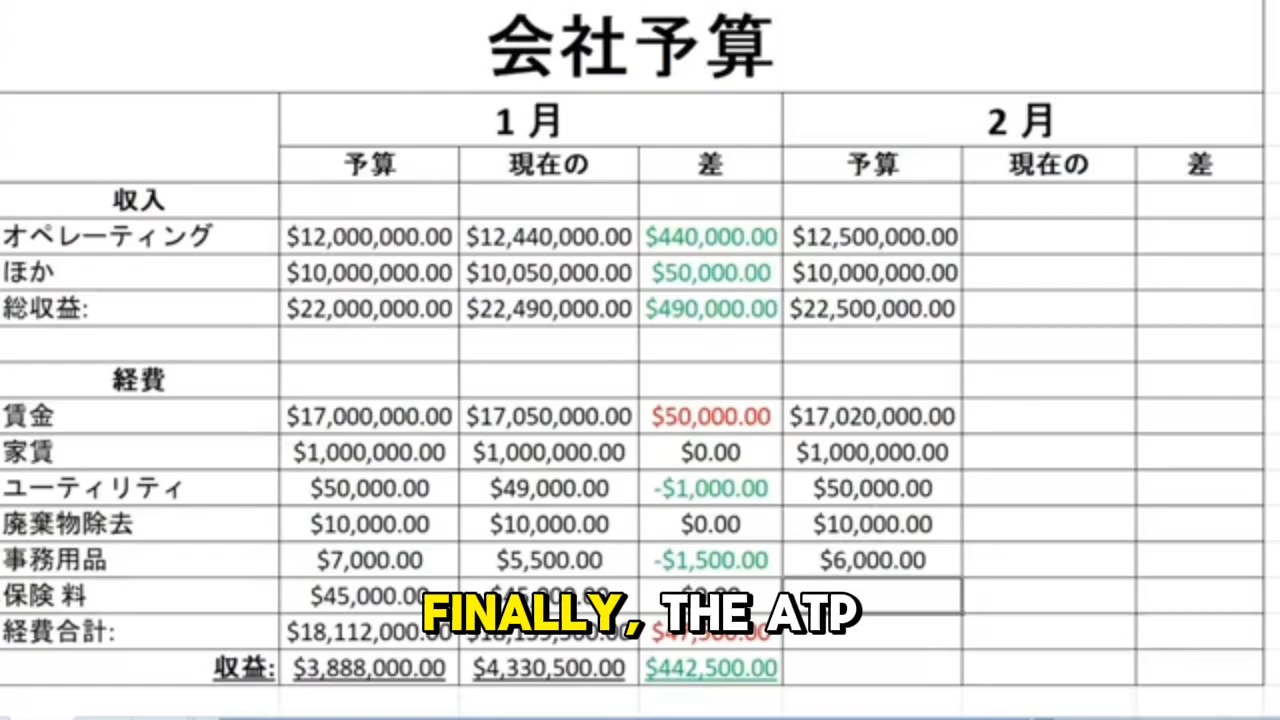 会社予算
1 月 2 月
予算 現在の 差 予算 現在の 差
収入
オペレーティング $12,000,000.00 $12,440,000.00 $440,000.00 $12,500,000.00
ほか $10,000,000.00 $10,050,000.00 $50,000.00 $10,000,000.00
総収益: $22,000,000.00 $22,490,000.00 $490,000.00 $22,500,000.00
経費
賃金 $17,000,000.00 $17,050,000.00 $50,000.00 $17,020,000.00
家賃 $1,000,000.00 $1,000,000.00 $0.00 $1,000,000.00
ユーティリティ $50,000.00 $49,000.00 -$1,000.00 $50,000.00
廃棄物除去 $10,000.00 $10,000.00 $0.00 $10,000.00
事務用品 $7,000.00 $5,500.00 -$1,500.00 $6,000.00
保険 料 $45,000.00
FINALLY, THE ATP
経費合計: $18,112,000.00
収益: $3,888,000.00 $4,330,500.00 $442,500.00